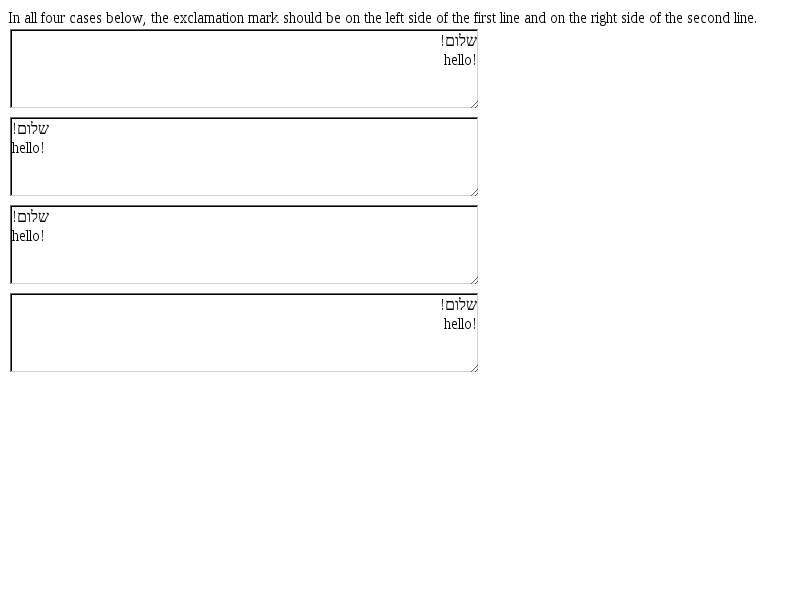 In all four cases below, the exclamation mark should be on the left side of the first line and on the right side of the second line.
שלום!
hello!
שלום!
hello!
שלום!
hello!
שלום!
hello!